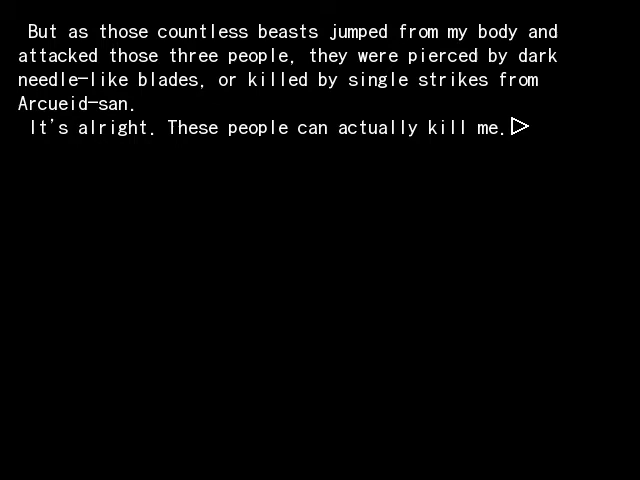 But as those countless beasts jumped from my body and
attacked those three people, they were pierced by dark
needle—like blades, or killed by single strikes from
Arcueid—san.
It's alright. These people can actually kill me.